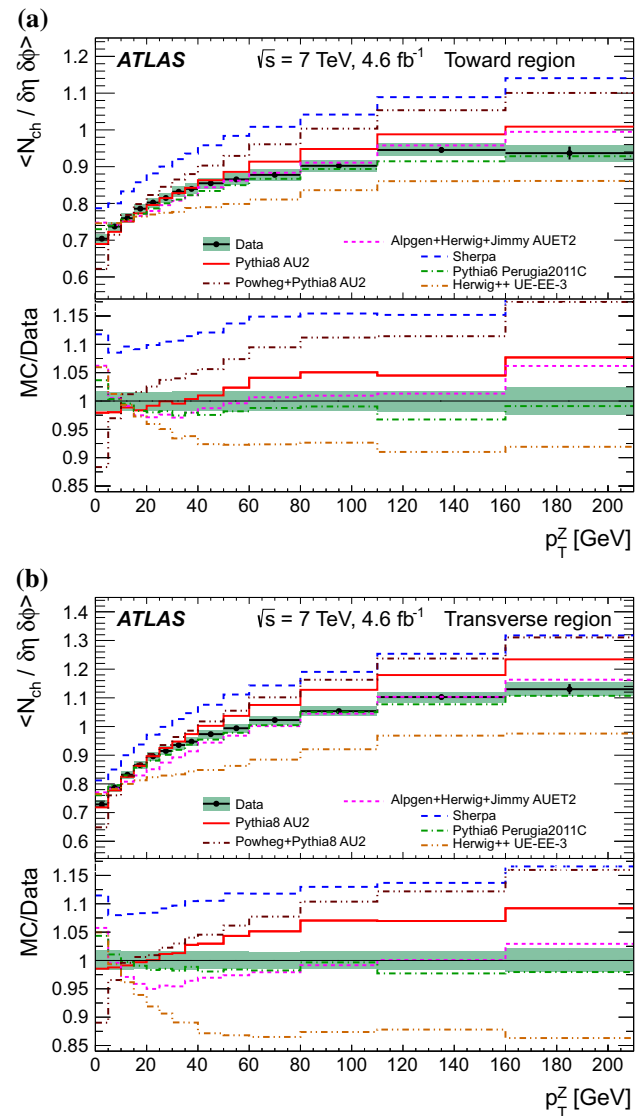 (a)
<N_ch / δη δφ>
1.2
1.1
1
0.9
0.8
0.7
0.6
ATLAS √s = 7 TeV, 4.6 fb⁻¹ Toward region
Data
Pythia8 AU2
Powheg+Pythia8 AU2
Alpgen+Herwig+Jimmy AUET2
Sherpa
Pythia6 Perugia2011C
Herwig++ UE-EE-3
MC/Data
1.15
1.1
1.05
1
0.95
0.9
0.85
0 20 40 60 80 100 120 140 160 180 200
p_T^Z [GeV]
(b)
<N_ch / δη δφ>
1.4
1.3
1.2
1.1
1
0.9
0.8
0.7
0.6
ATLAS √s = 7 TeV, 4.6 fb⁻¹ Transverse region
Data
Pythia8 AU2
Powheg+Pythia8 AU2
Alpgen+Herwig+Jimmy AUET2
Sherpa
Pythia6 Perugia2011C
Herwig++ UE-EE-3
MC/Data
1.15
1.1
1.05
1
0.95
0.9
0.85
0 20 40 60 80 100 120 140 160 180 200
p_T^Z [GeV]